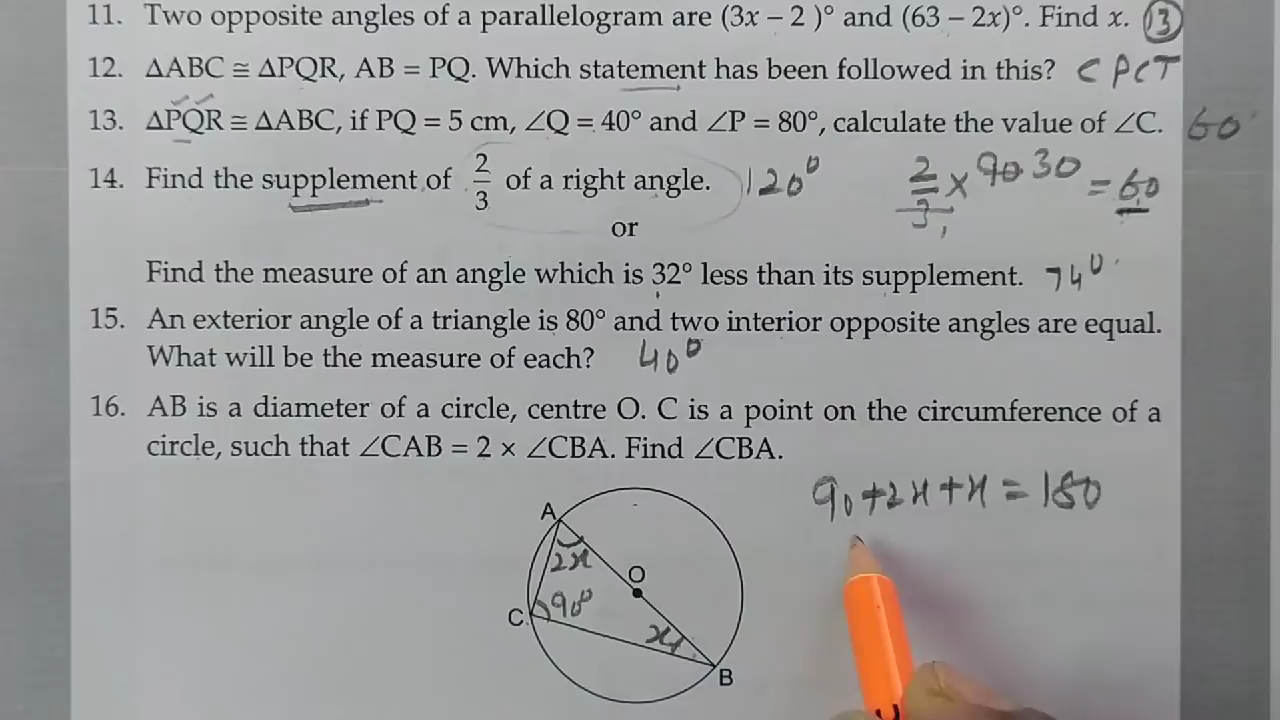 11. Two opposite angles of a parallelogram are (3x – 2 )° and (63 – 2x)°. Find x. 13
12. ΔABC ≅ ΔPQR, AB = PQ. Which statement has been followed in this? CPCT
13. ΔPQR ≅ ΔABC, if PQ = 5 cm, ∠Q = 40° and ∠P = 80°, calculate the value of ∠C. 60°
14. Find the supplement of 2/3 of a right angle. 120° 2/3 × 90 30 = 60
or
Find the measure of an angle which is 32° less than its supplement. 74°
15. An exterior angle of a triangle is 80° and two interior opposite angles are equal.
What will be the measure of each? 40°
16. AB is a diameter of a circle, centre O. C is a point on the circumference of a
circle, such that ∠CAB = 2 × ∠CBA. Find ∠CBA.
90+2x+x=180
A
2x
O
C 90°
x
B